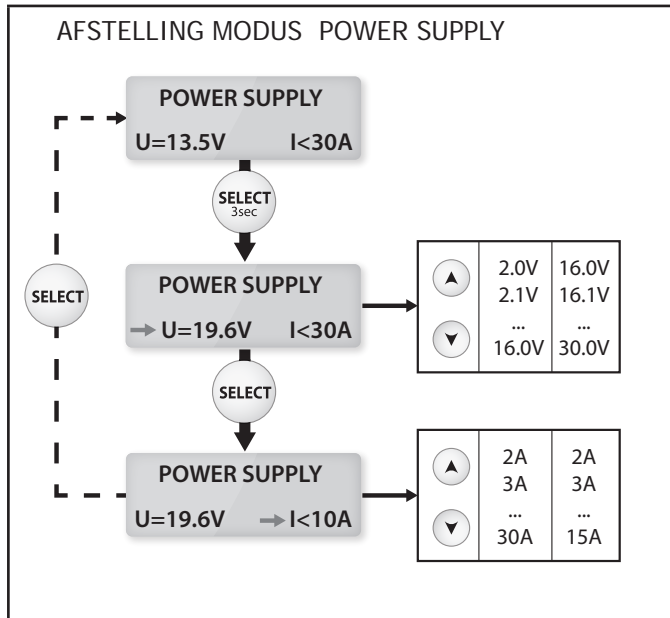 AFSTELLING MODUS POWER SUPPLY
POWER SUPPLY
U=13.5V I<30A
SELECT
3sec
SELECT
POWER SUPPLY
U=19.6V I<30A
2.0V 16.0V
2.1V 16.1V
... ...
16.0V 30.0V
SELECT
POWER SUPPLY
U=19.6V I<10A
2A 2A
3A 3A
... ...
30A 15A